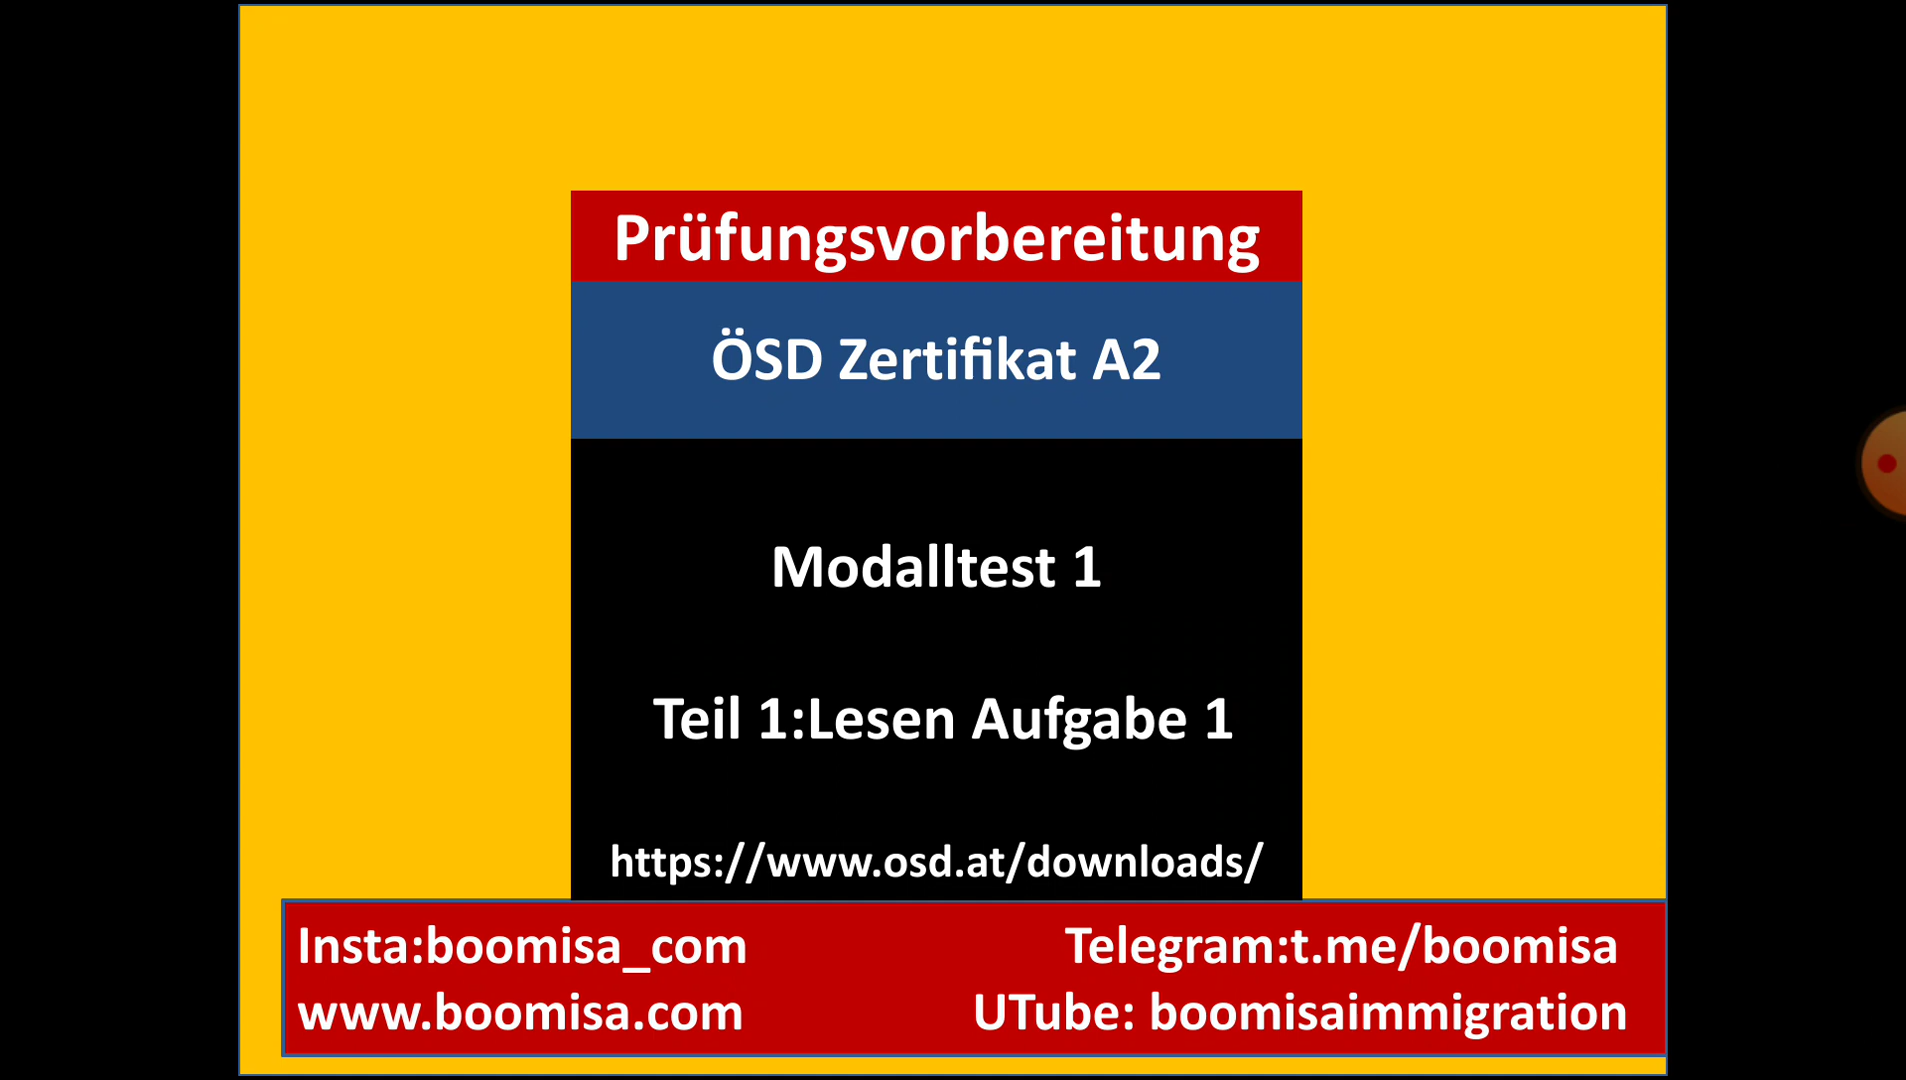 Prüfungsvorbereitung
ÖSD Zertifikat A2
Modalltest 1
Teil 1:Lesen Aufgabe 1
https://www.osd.at/downloads/
Insta:boomisa_com Telegram:t.me/boomisa
www.boomisa.com UTube: boomisaimmigration